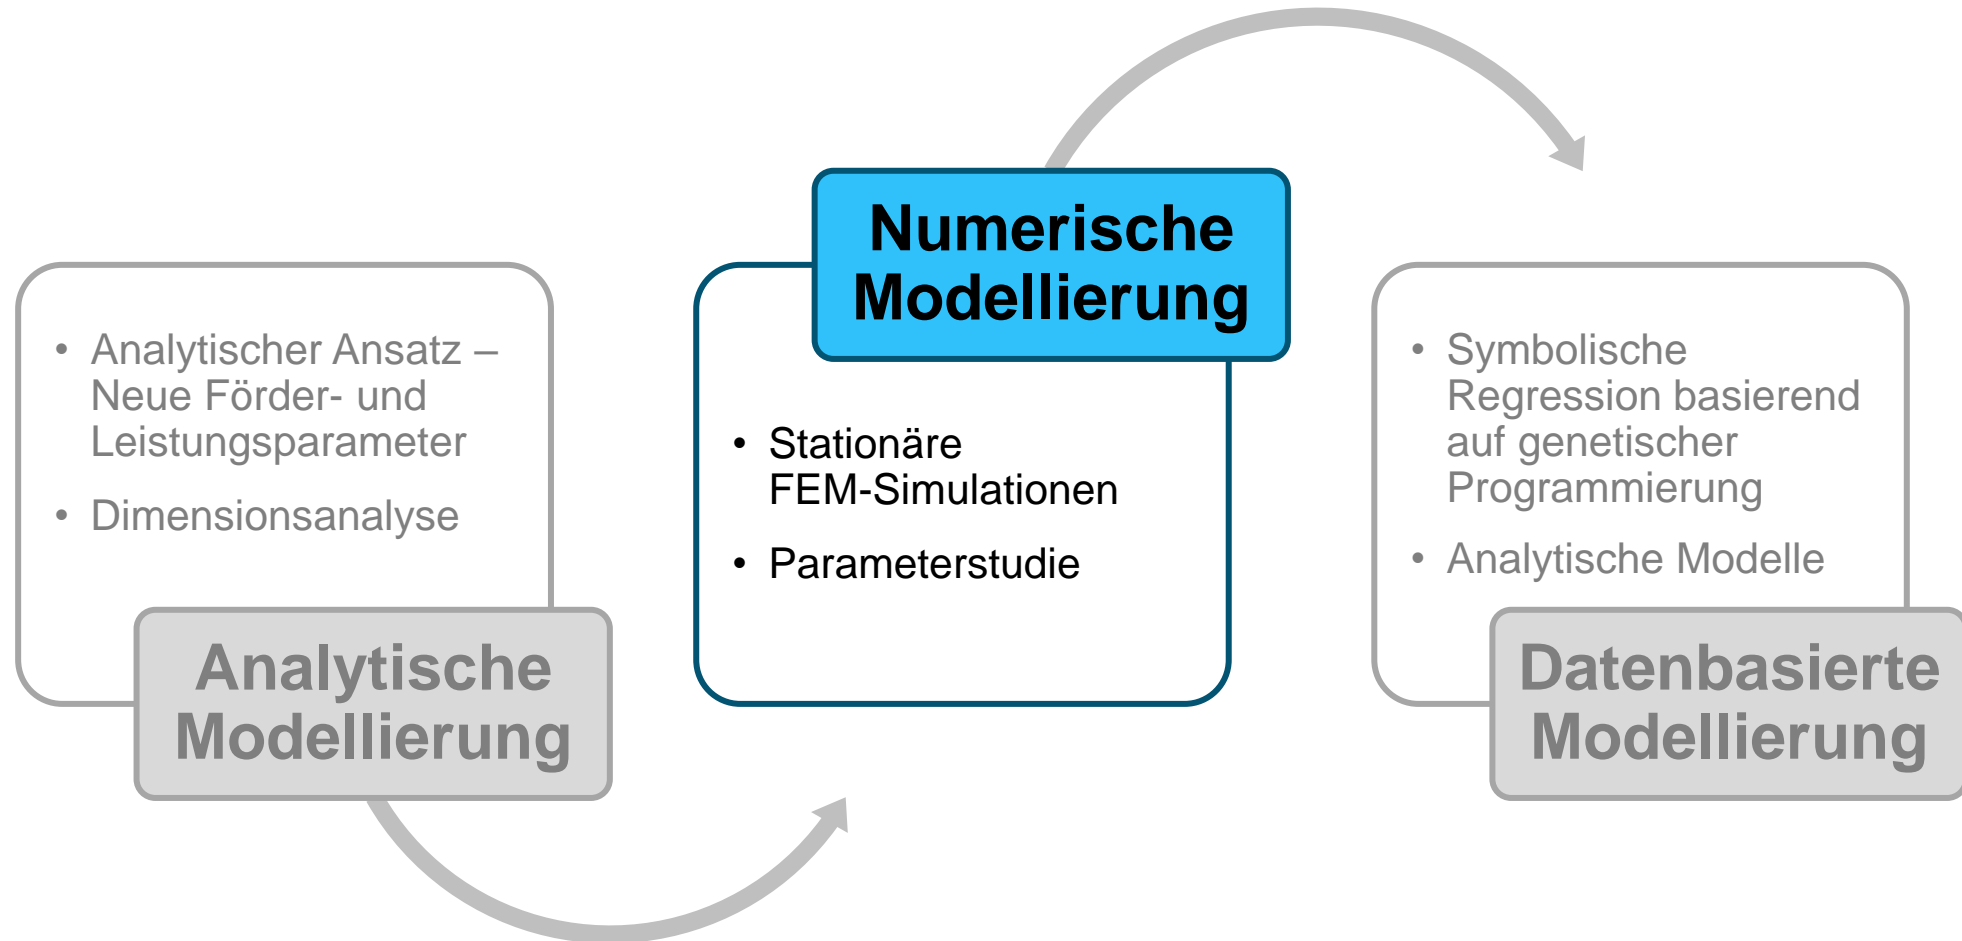 • Analytischer Ansatz –
Neue Förder- und
Leistungsparameter
• Dimensionsanalyse
Analytische
Modellierung
Numerische
Modellierung
• Stationäre
FEM-Simulationen
• Parameterstudie
• Symbolische
Regression basierend
auf genetischer
Programmierung
• Analytische Modelle
Datenbasierte
Modellierung